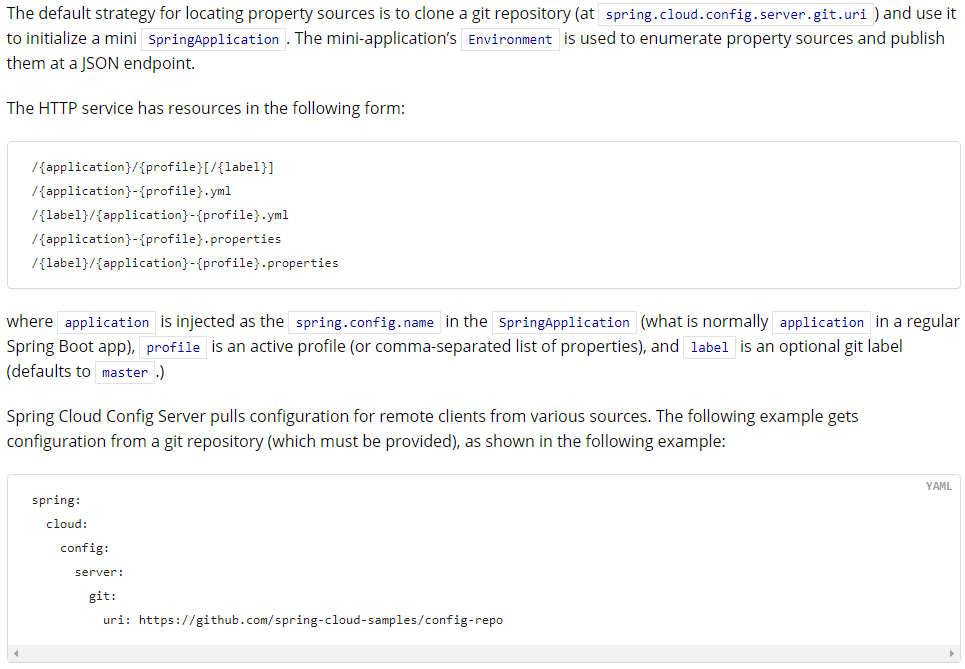 The default strategy for locating property sources is to clone a git repository (at spring.cloud.config.server.git.uri ) and use it
to initialize a mini SpringApplication . The mini-application’s Environment is used to enumerate property sources and publish
them at a JSON endpoint.
The HTTP service has resources in the following form:
/{application}/{profile}[/{label}]
/{application}-{profile}.yml
/{label}/{application}-{profile}.yml
/{application}-{profile}.properties
/{label}/{application}-{profile}.properties
where application is injected as the spring.config.name in the SpringApplication (what is normally application in a regular
Spring Boot app), profile is an active profile (or comma-separated list of properties), and label is an optional git label
(defaults to master .)
Spring Cloud Config Server pulls configuration for remote clients from various sources. The following example gets
configuration from a git repository (which must be provided), as shown in the following example:
YAML
spring:
  cloud:
    config:
      server:
        git:
          uri: https://github.com/spring-cloud-samples/config-repo